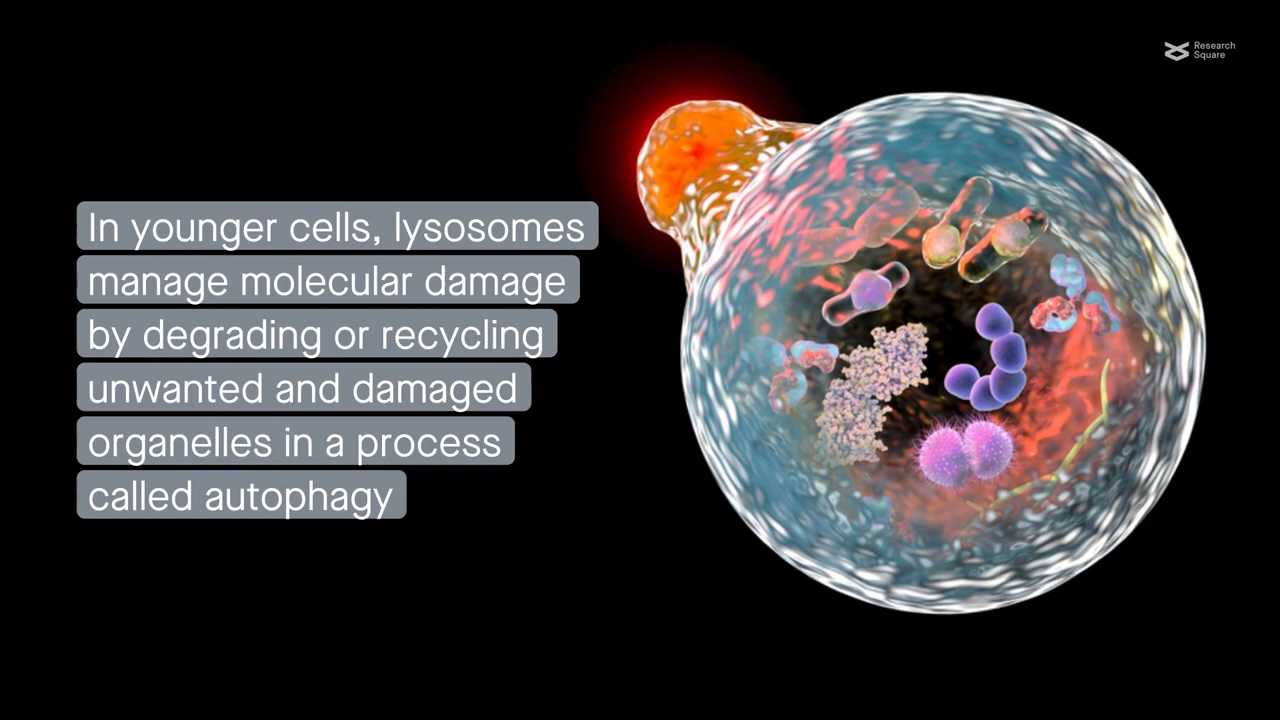 In younger cells, lysosomes
manage molecular damage
by degrading or recycling
unwanted and damaged
organelles in a process
called autophagy
Research
Square